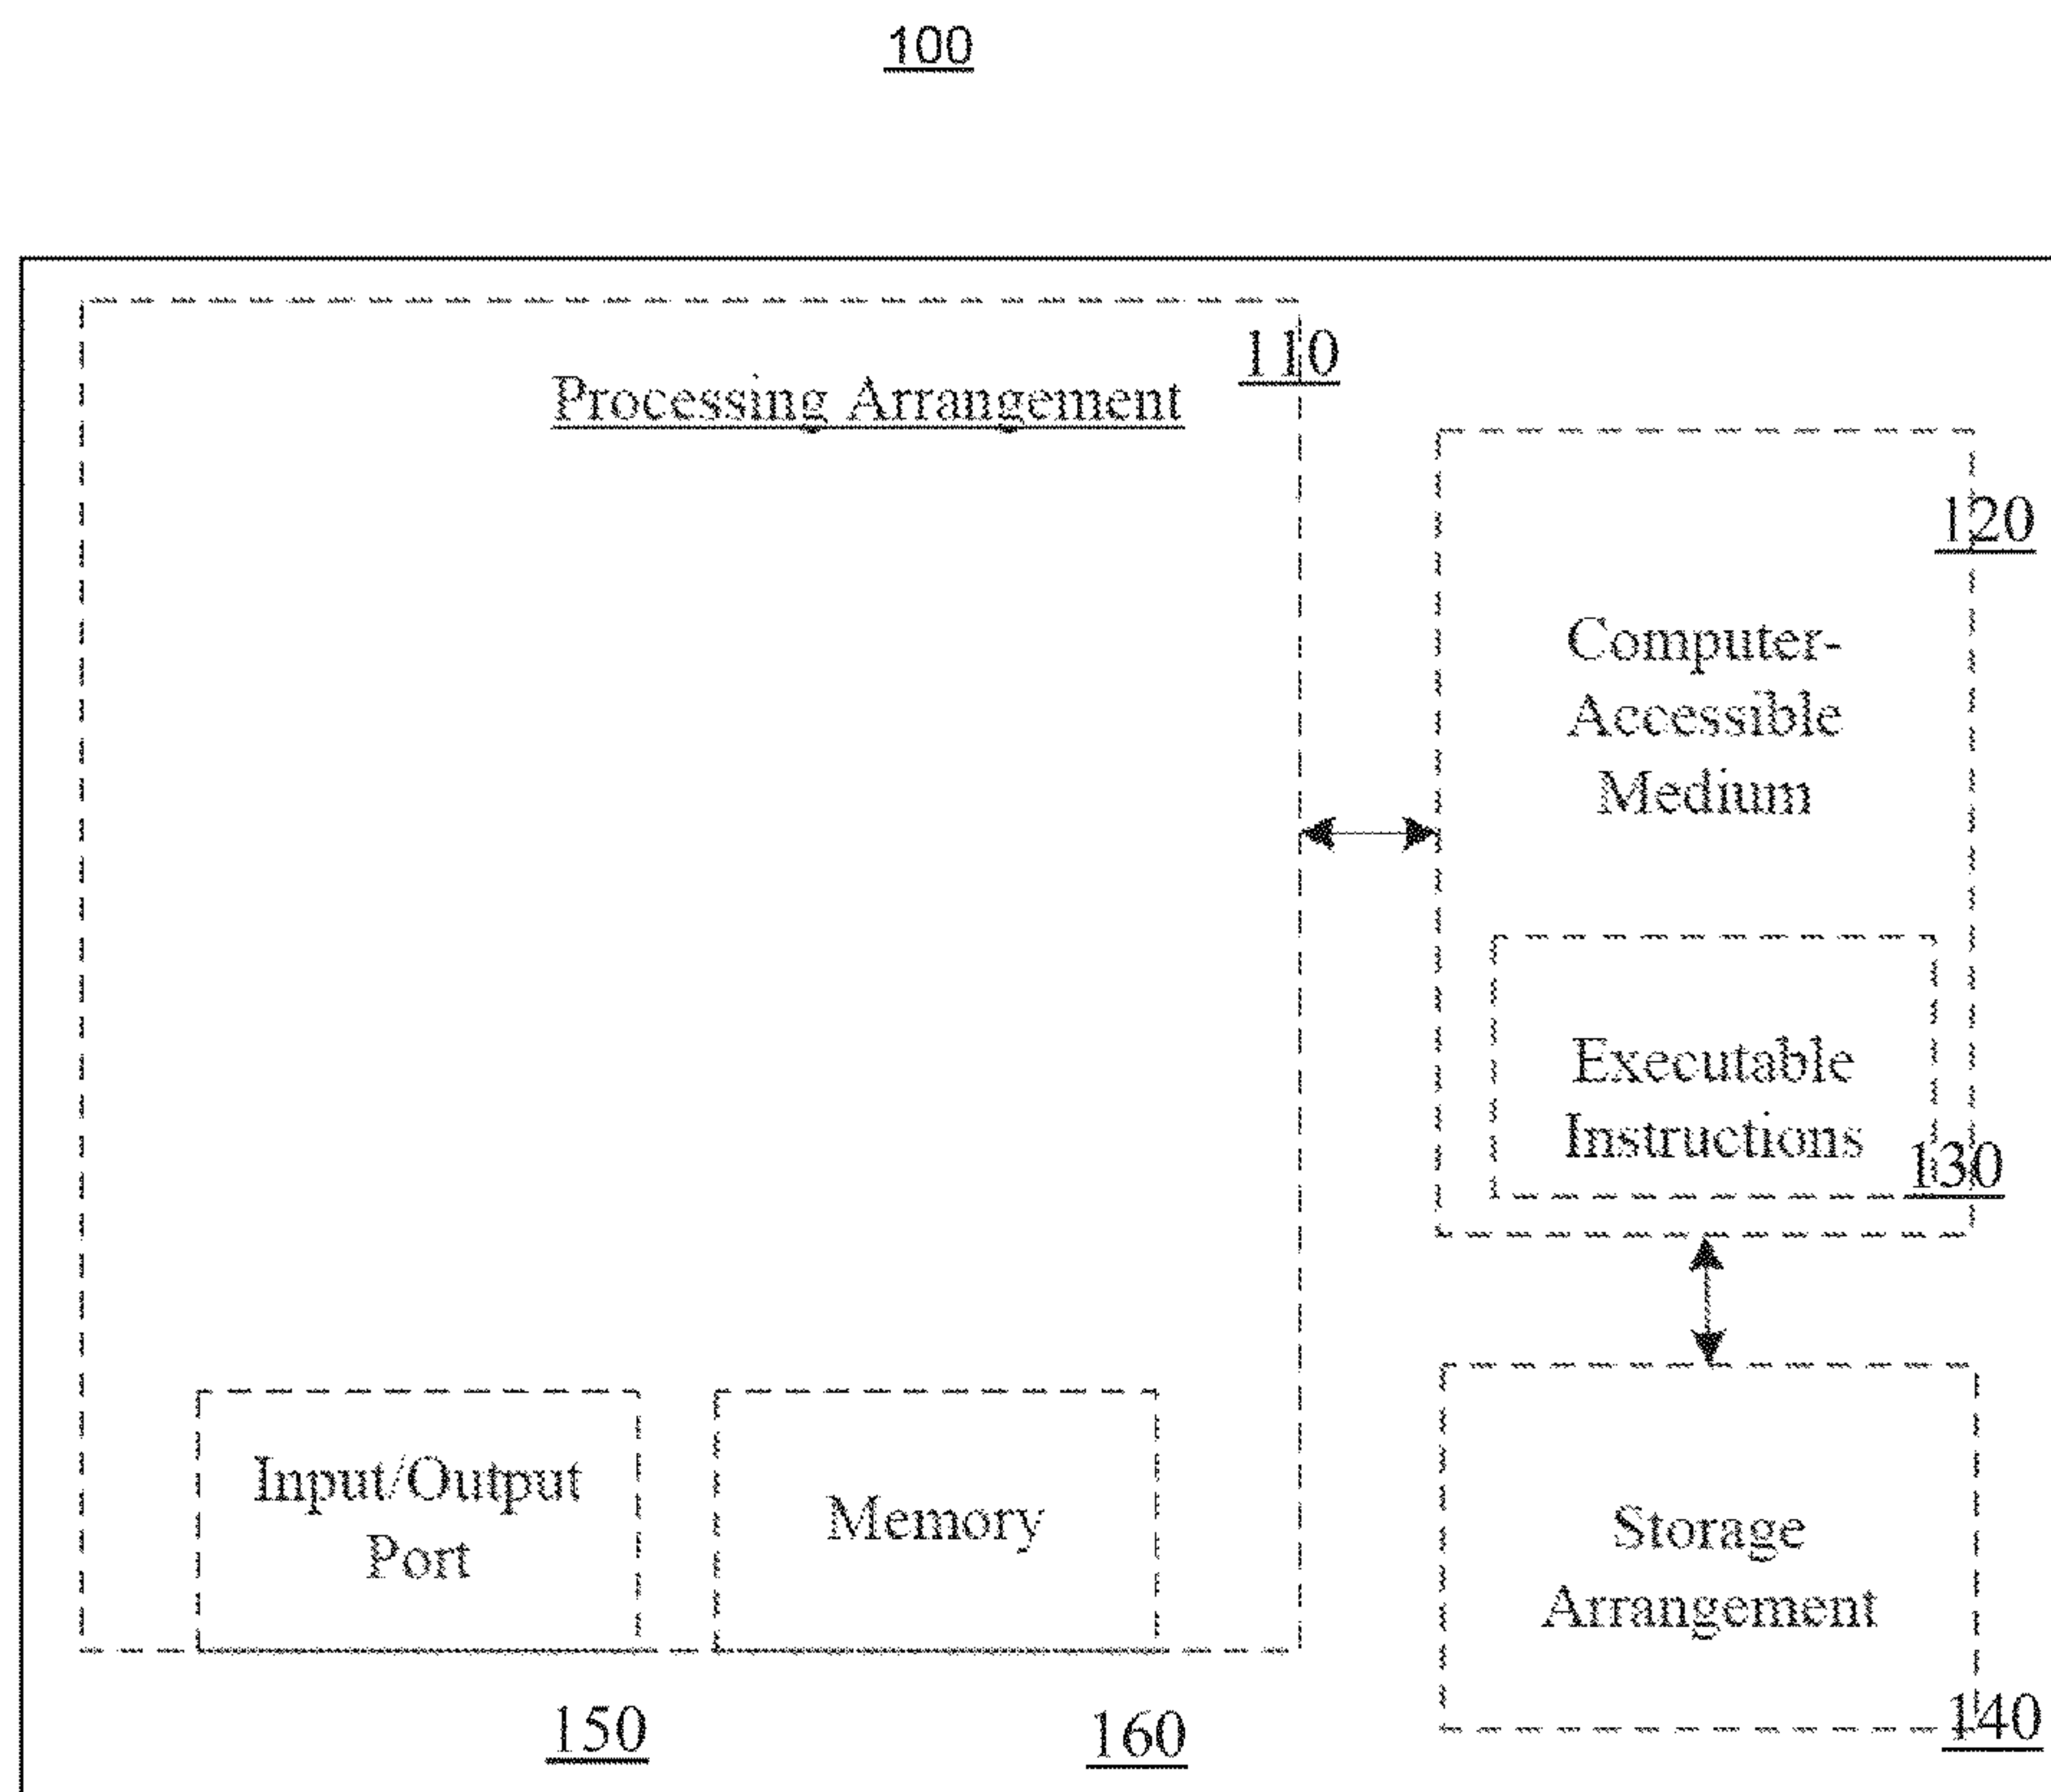 100
110
Processing Arrangement
120
Computer-
Accessible
Medium
Executable
Instructions
130
Input/Output
Port
Memory
Storage
Arrangement
140
150
160